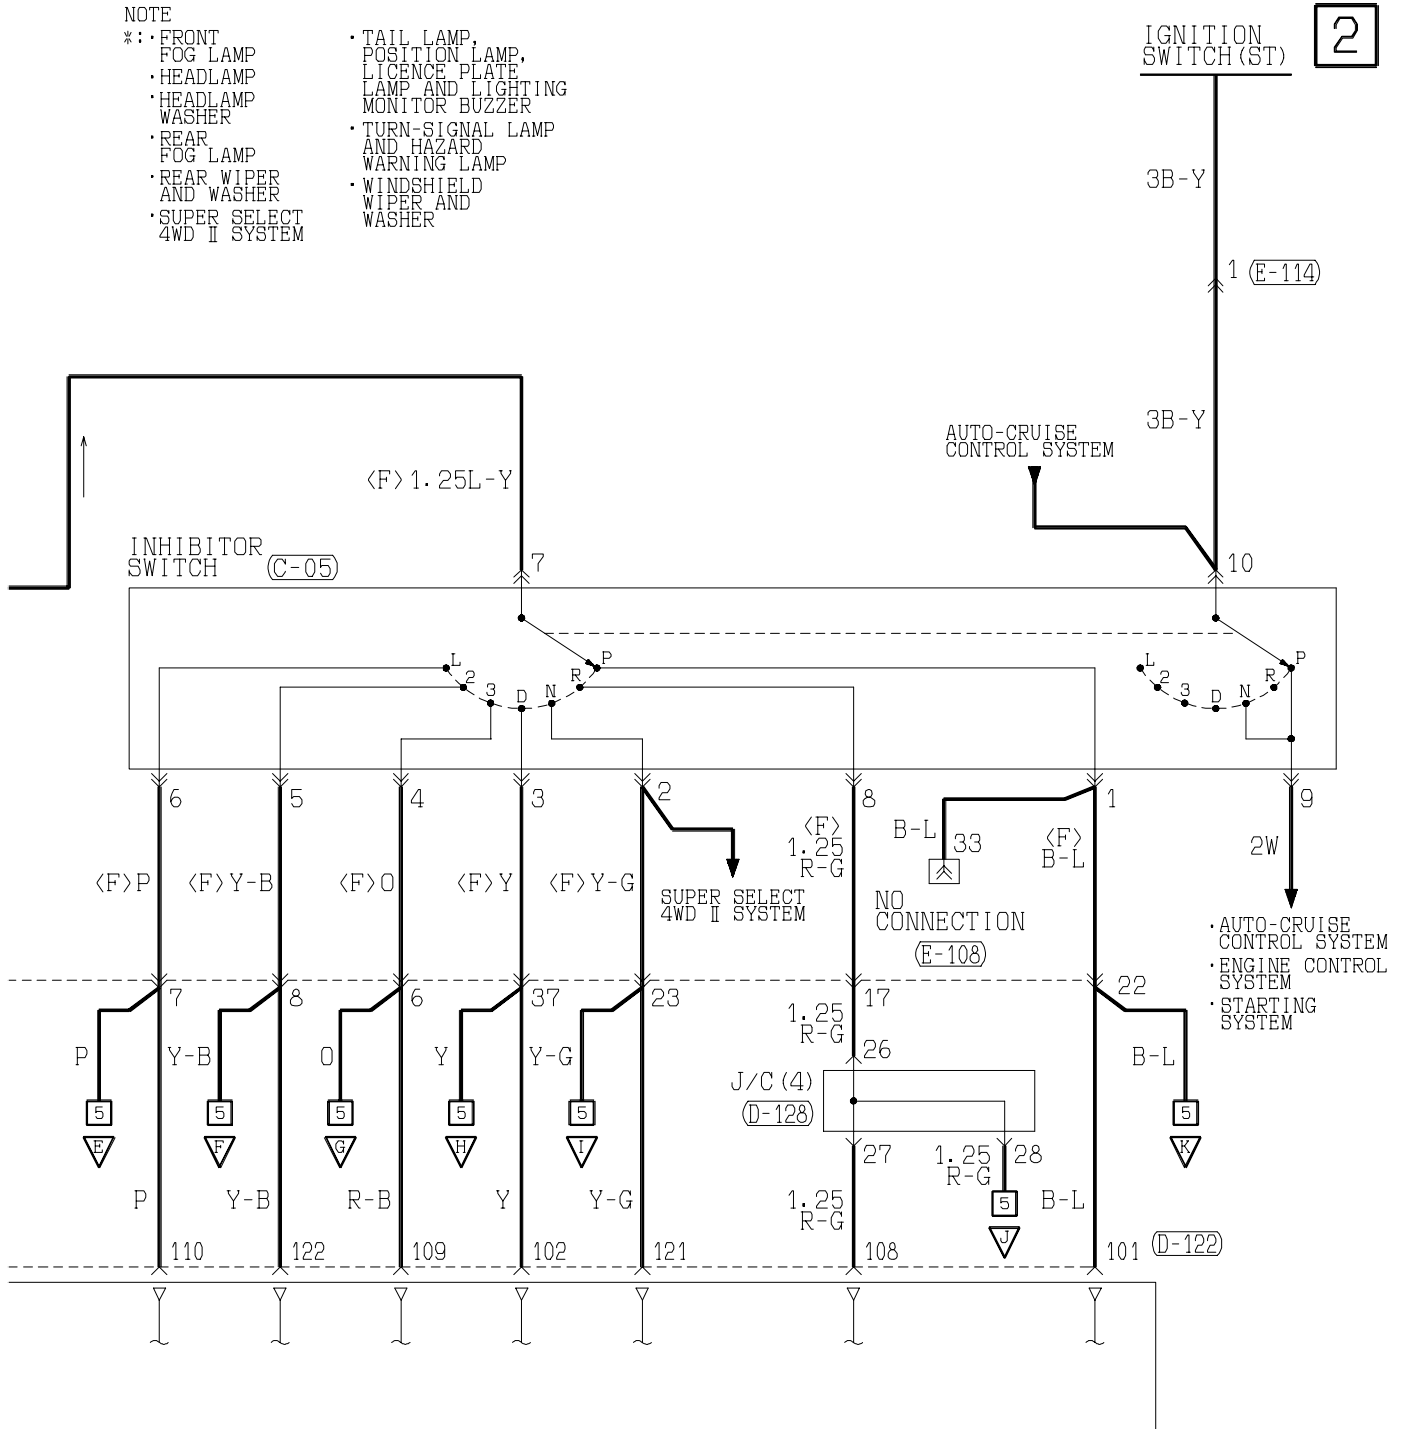 NOTE
*:・FRONT
FOG LAMP
・HEADLAMP
・HEADLAMP
WASHER
・REAR
FOG LAMP
・REAR WIPER
AND WASHER
・SUPER SELECT
4WD Ⅱ SYSTEM
・TAIL LAMP,
POSITION LAMP,
LICENCE PLATE
LAMP AND LIGHTING
MONITOR BUZZER
・TURN-SIGNAL LAMP
AND HAZARD
WARNING LAMP
・WINDSHIELD
WIPER AND
WASHER
IGNITION
SWITCH(ST)
2
3B-Y
1 (E-114)
3B-Y
AUTO-CRUISE
CONTROL SYSTEM
〈F〉1.25L-Y
INHIBITOR
SWITCH (C-05)
7
10
L 2 3 D N R P
L 2 3 D N R P
6 5 4 3 2 8 1 9
〈F〉P 〈F〉Y-B 〈F〉O 〈F〉Y 〈F〉Y-G
SUPER SELECT
4WD Ⅱ SYSTEM
〈F〉
1.25
R-G
B-L 33
NO
CONNECTION
(E-108)
〈F〉
B-L
2W
・AUTO-CRUISE
CONTROL SYSTEM
・ENGINE CONTROL
SYSTEM
・STARTING
SYSTEM
7 8 6 37 23 17 22
P Y-B O Y Y-G
1.25
R-G
26
B-L
J/C(4)
(D-128)
5 5 5 5 5 5
E F G H I K
27
1.25
R-G
28
5
J
P Y-B R-B Y Y-G
1.25
R-G
B-L
110 122 109 102 121 108 101 (D-122)